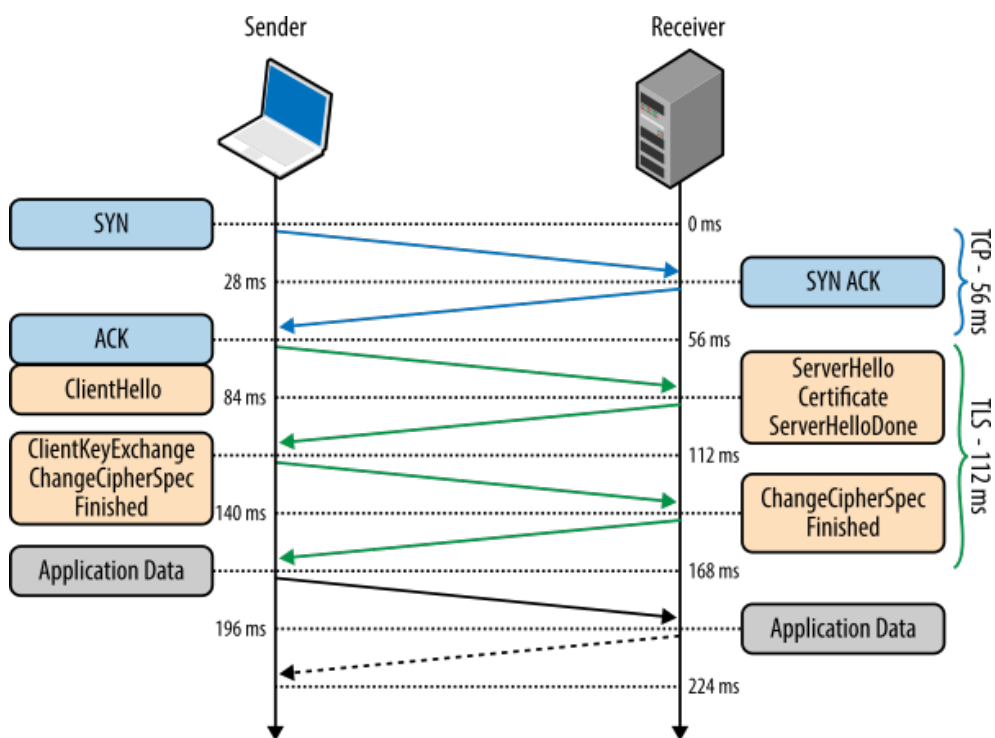 Sender
Receiver
SYN
0 ms
28 ms
SYN ACK
TCP - 56 ms
ACK
56 ms
ClientHello
84 ms
ServerHello
Certificate
ServerHelloDone
TLS - 112 ms
ClientKeyExchange
ChangeCipherSpec
Finished
112 ms
140 ms
ChangeCipherSpec
Finished
Application Data
168 ms
196 ms
Application Data
224 ms